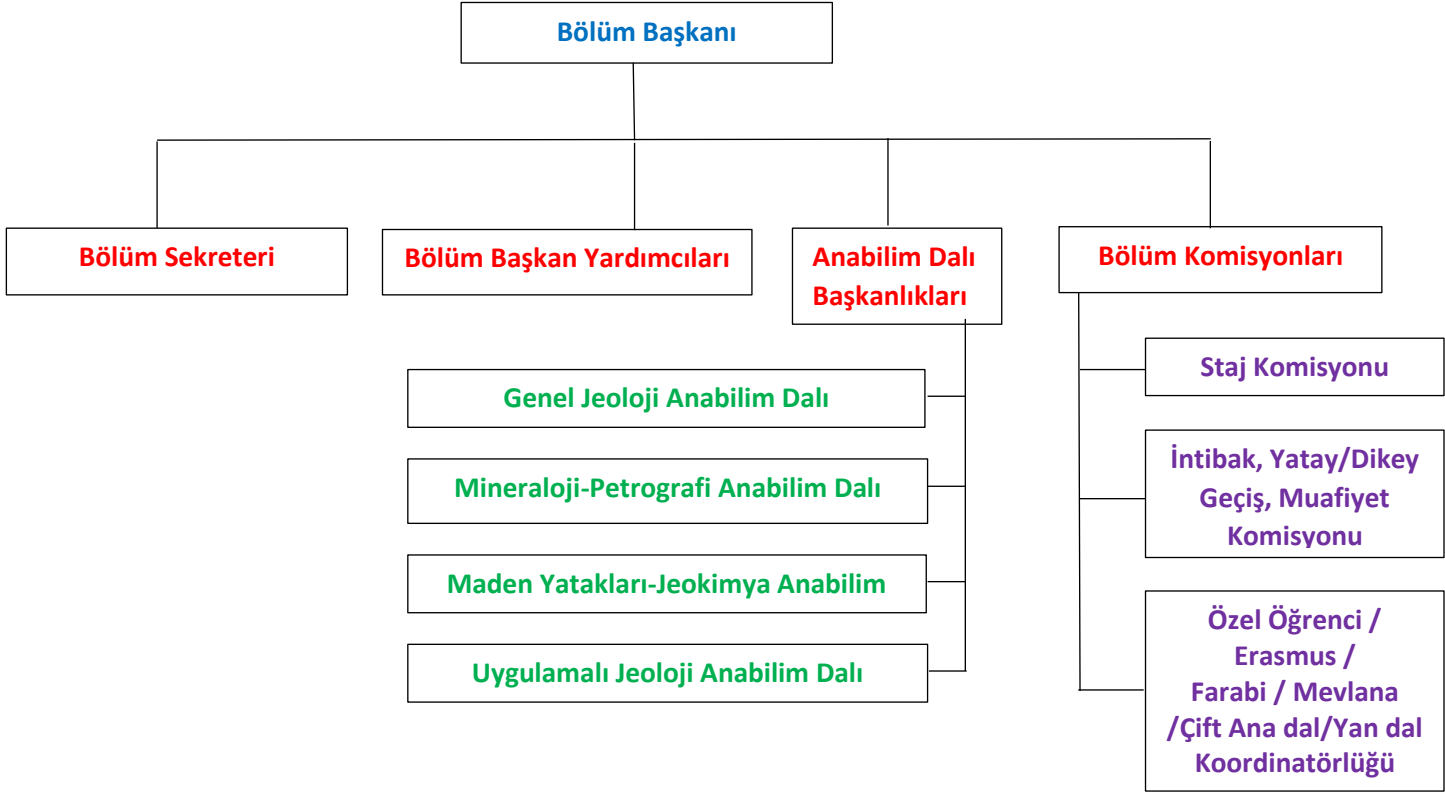 Bölüm Başkanı
Bölüm Sekreteri
Bölüm Başkan Yardımcıları
Anabilim Dalı
Başkanlıkları
Bölüm Komisyonları
Genel Jeoloji Anabilim Dalı
Mineraloji-Petrografi Anabilim Dalı
Maden Yatakları-Jeokimya Anabilim
Uygulamalı Jeoloji Anabilim Dalı
Staj Komisyonu
İntibak, Yatay/Dikey
Geçiş, Muafiyet
Komisyonu
Özel Öğrenci /
Erasmus /
Farabi / Mevlana
/Çift Ana dal/Yan dal
Koordinatörlüğü